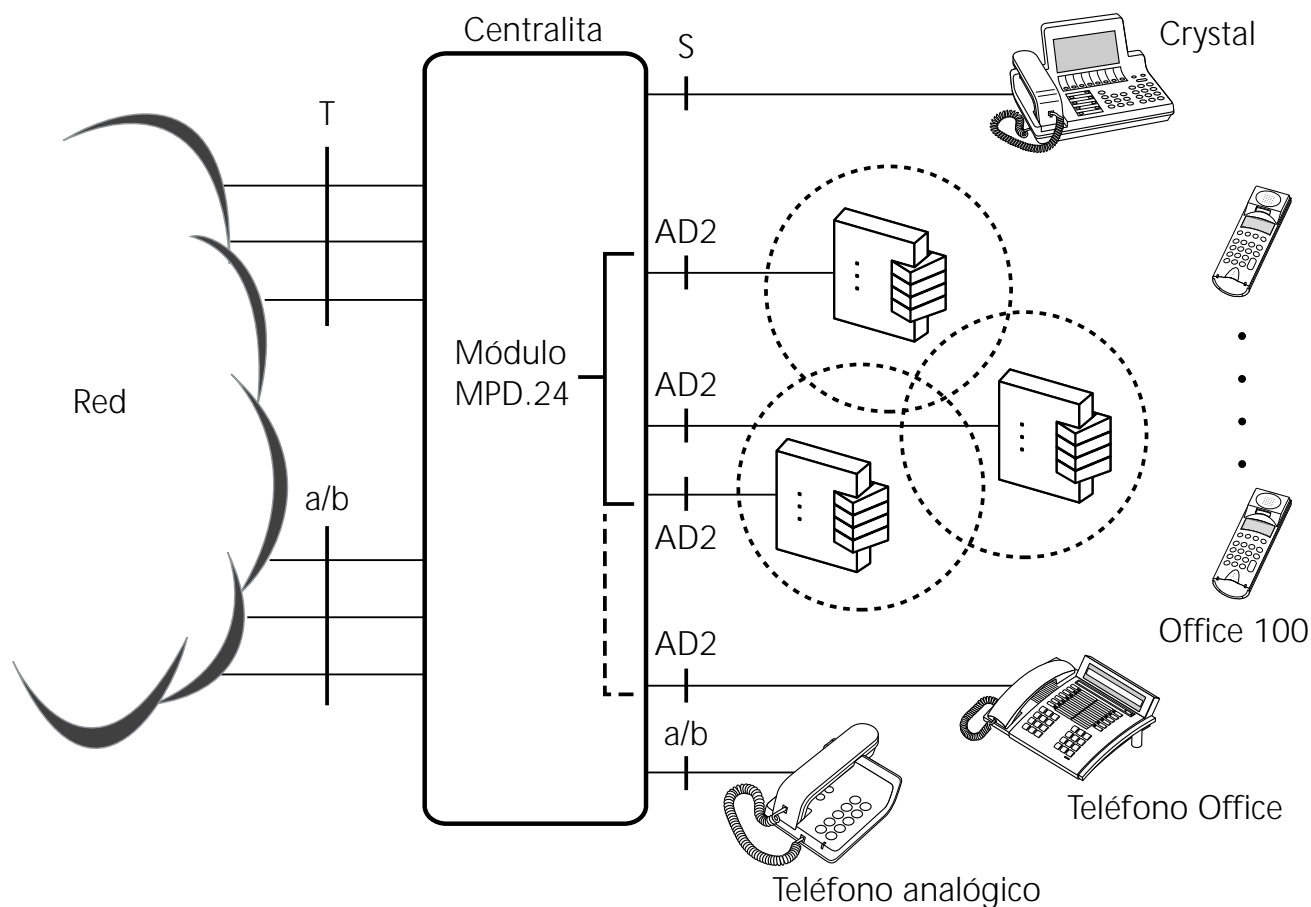 Centralita
S
Crystal
T
AD2
Módulo
MPD.24
AD2
Red
a/b
AD2
Office 100
AD2
a/b
Teléfono Office
Teléfono analógico